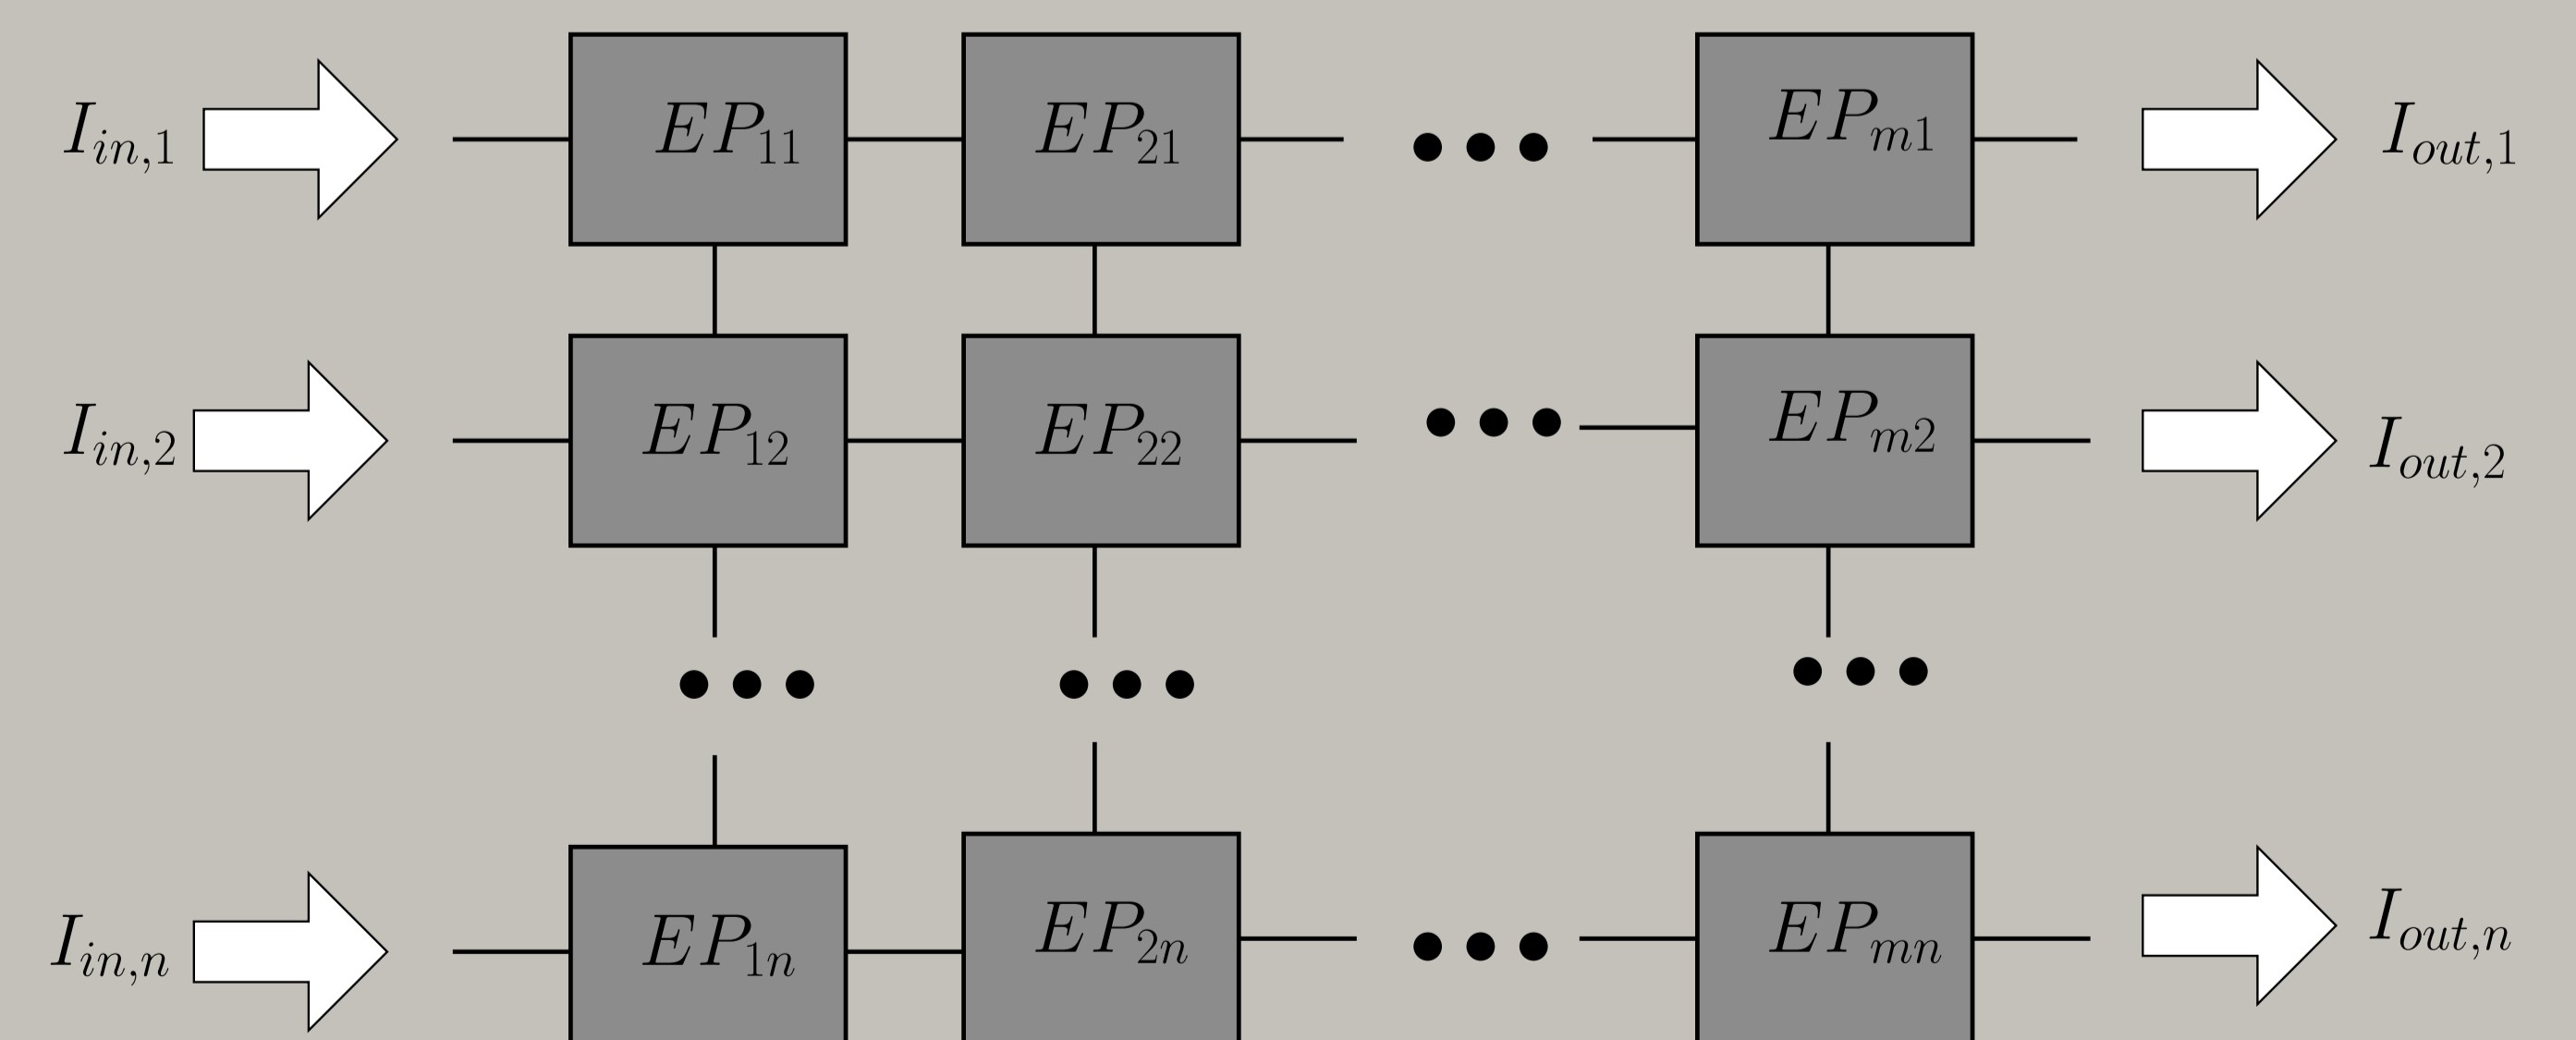 I_{in,1} EP_{11} EP_{21} ••• EP_{m1} I_{out,1}
I_{in,2} EP_{12} EP_{22} ••• EP_{m2} I_{out,2}
••• ••• •••
I_{in,n} EP_{1n} EP_{2n} ••• EP_{mn} I_{out,n}